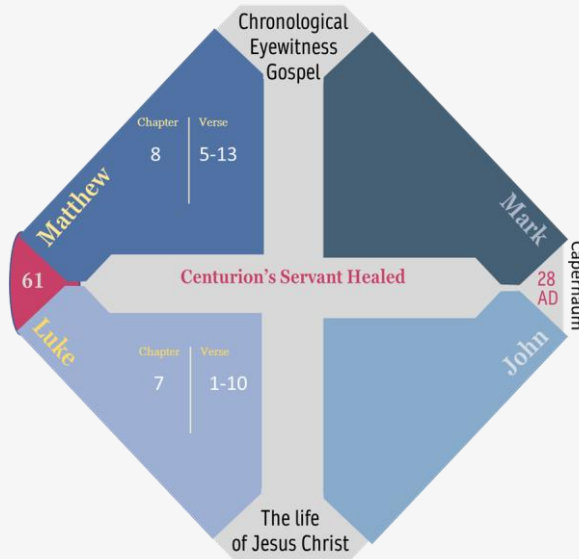 Chronological
Eyewitness
Gospel
Chapter Verse
8 5-13
Matthew
Mark
61
Centurion's Servant Healed
28
AD
Capernaum
Luke
John
Chapter Verse
7 1-10
The life
of Jesus Christ